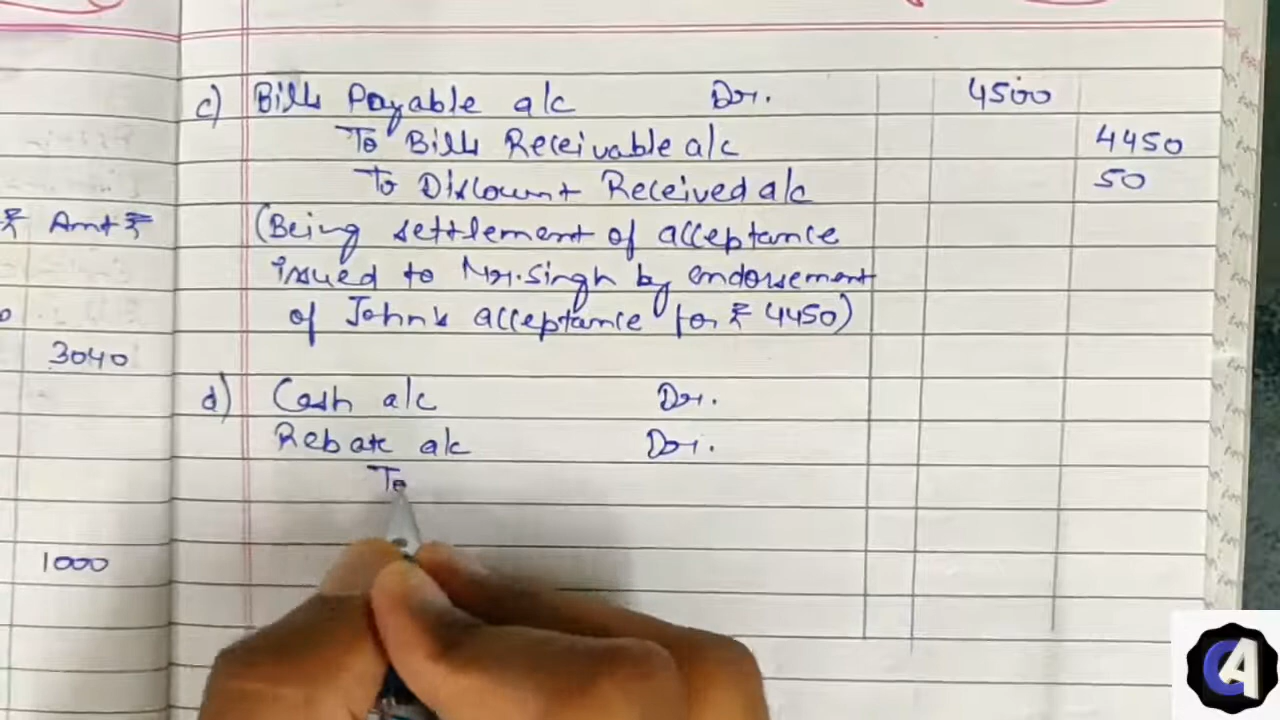 c) Bills Payable a/c Dr. 4500
To Bills Receivable a/c 4450
To Discount Received a/c 50
(Being settlement of acceptance
issued to Mr. Singh by endorsement
of John's acceptance for ₹ 4450)
d) Cash a/c Dr.
Rebate a/c Dr.
To
₹ Amt ₹
3040
1000
CA